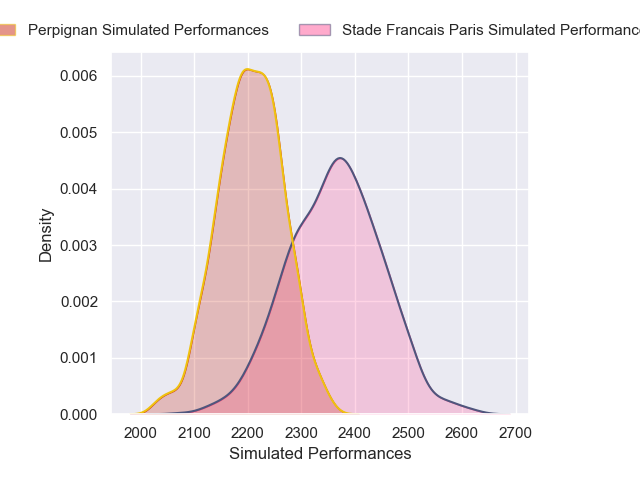 Perpignan Simulated Performances
Stade Francais Paris Simulated Performanc
0.006
0.005
0.004
0.003
0.002
0.001
0.000
Density
2000 2100 2200 2300 2400 2500 2600 2700
Simulated Performances